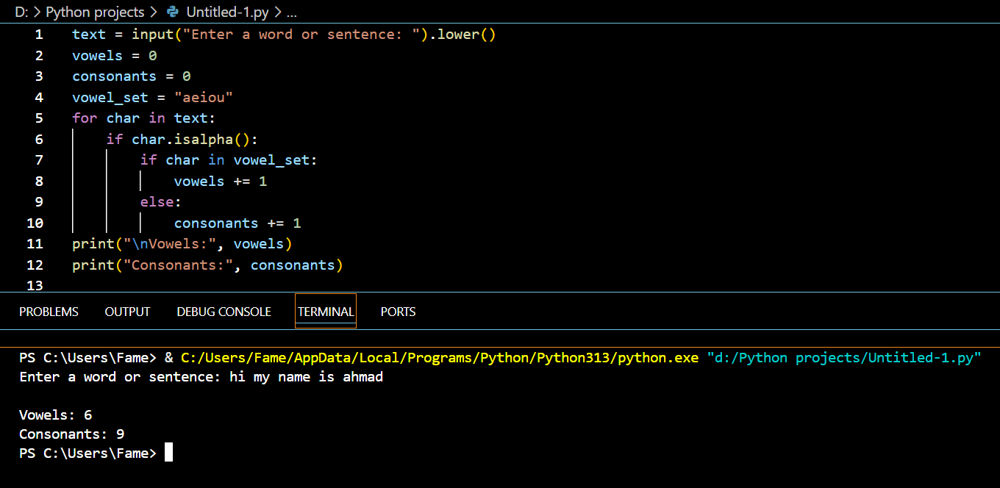 D: > Python projects > Untitled-1.py > ...
1 text = input("Enter a word or sentence: ").lower()
2 vowels = 0
3 consonants = 0
4 vowel_set = "aeiou"
5 for char in text:
6     if char.isalpha():
7         if char in vowel_set:
8             vowels += 1
9         else:
10             consonants += 1
11 print("\nVowels:", vowels)
12 print("Consonants:", consonants)
13
PROBLEMS OUTPUT DEBUG CONSOLE TERMINAL PORTS
PS C:\Users\Fame> & C:/Users/Fame/AppData/Local/Programs/Python/Python313/python.exe "d:/Python projects/Untitled-1.py"
Enter a word or sentence: hi my name is ahmad
Vowels: 6
Consonants: 9
PS C:\Users\Fame>